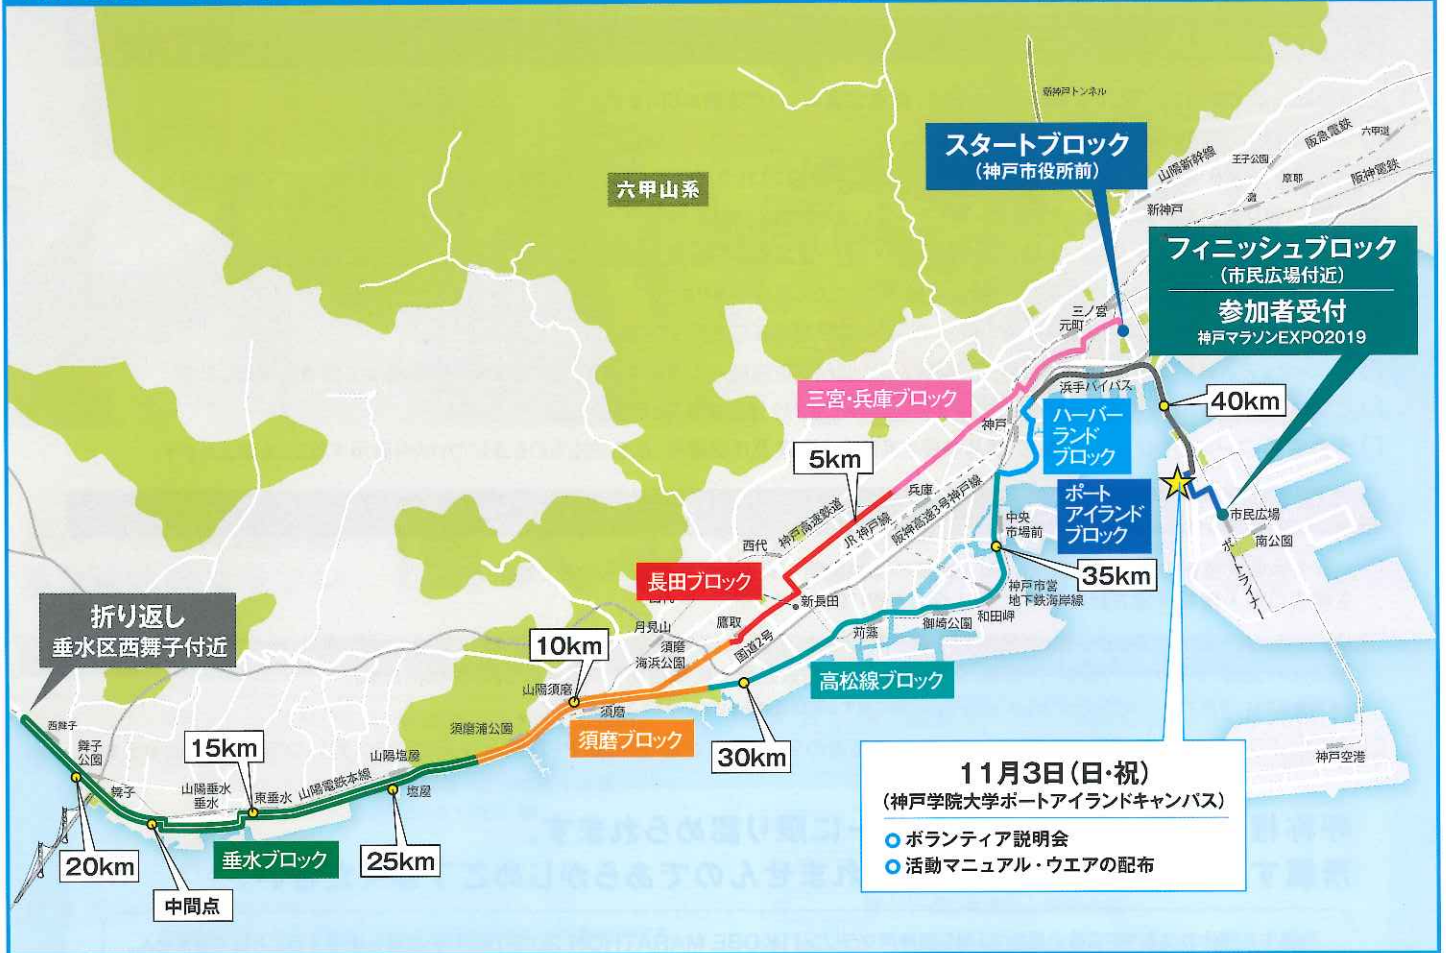 新神戸トンネル
スタートブロック
(神戸市役所前)
六甲山系
山陽新幹線
王子公園
阪急電鉄
六甲道
摩耶
灘
阪神電鉄
新神戸
フィニッシュブロック
(市民広場付近)
参加者受付
神戸マラソンEXPO2019
三ノ宮
元町
三宮・兵庫ブロック
浜手バイパス
40km
神戸
ハーバー
ランド
ブロック
5km
兵庫
神戸高速鉄道
JR神戸線
阪神高速3号神戸線
ポート
アイランド
ブロック
中央
市場前
市民広場
南公園
ポートライナー
西代
35km
長田ブロック
新長田
神戸市営
地下鉄海岸線
和田岬
御崎公園
苅藻
折り返し
垂水区西舞子付近
月見山
鷹取
須磨
海浜公園
国道2号
10km
山陽須磨
須磨
高松線ブロック
須磨ブロック
30km
須磨浦公園
西舞子
舞子
公園
15km
山陽塩屋
山陽電鉄本線
山陽垂水
垂水
東垂水
舞子
塩屋
20km
垂水ブロック
25km
中間点
神戸空港
11月3日(日・祝)
(神戸学院大学ポートアイランドキャンパス)
ボランティア説明会
活動マニュアル・ウエアの配布